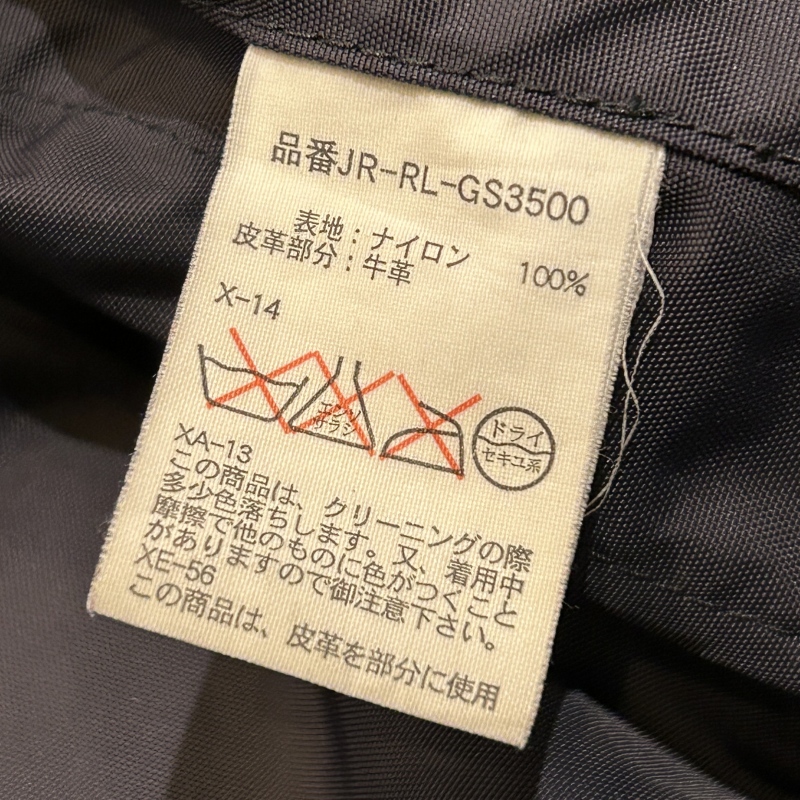 品番JR-RL-GS3500
表地：ナイロン 100%
皮革部分：牛革
X-14
エンソ
サラシ
ドライ
セキユ系
XA-13
この商品は、クリーニングの際
多少色落ちします。又、着用中
摩擦で他のものに色がつくこと
がありますので御注意下さい。
XE-56
この商品は、皮革を部分に使用